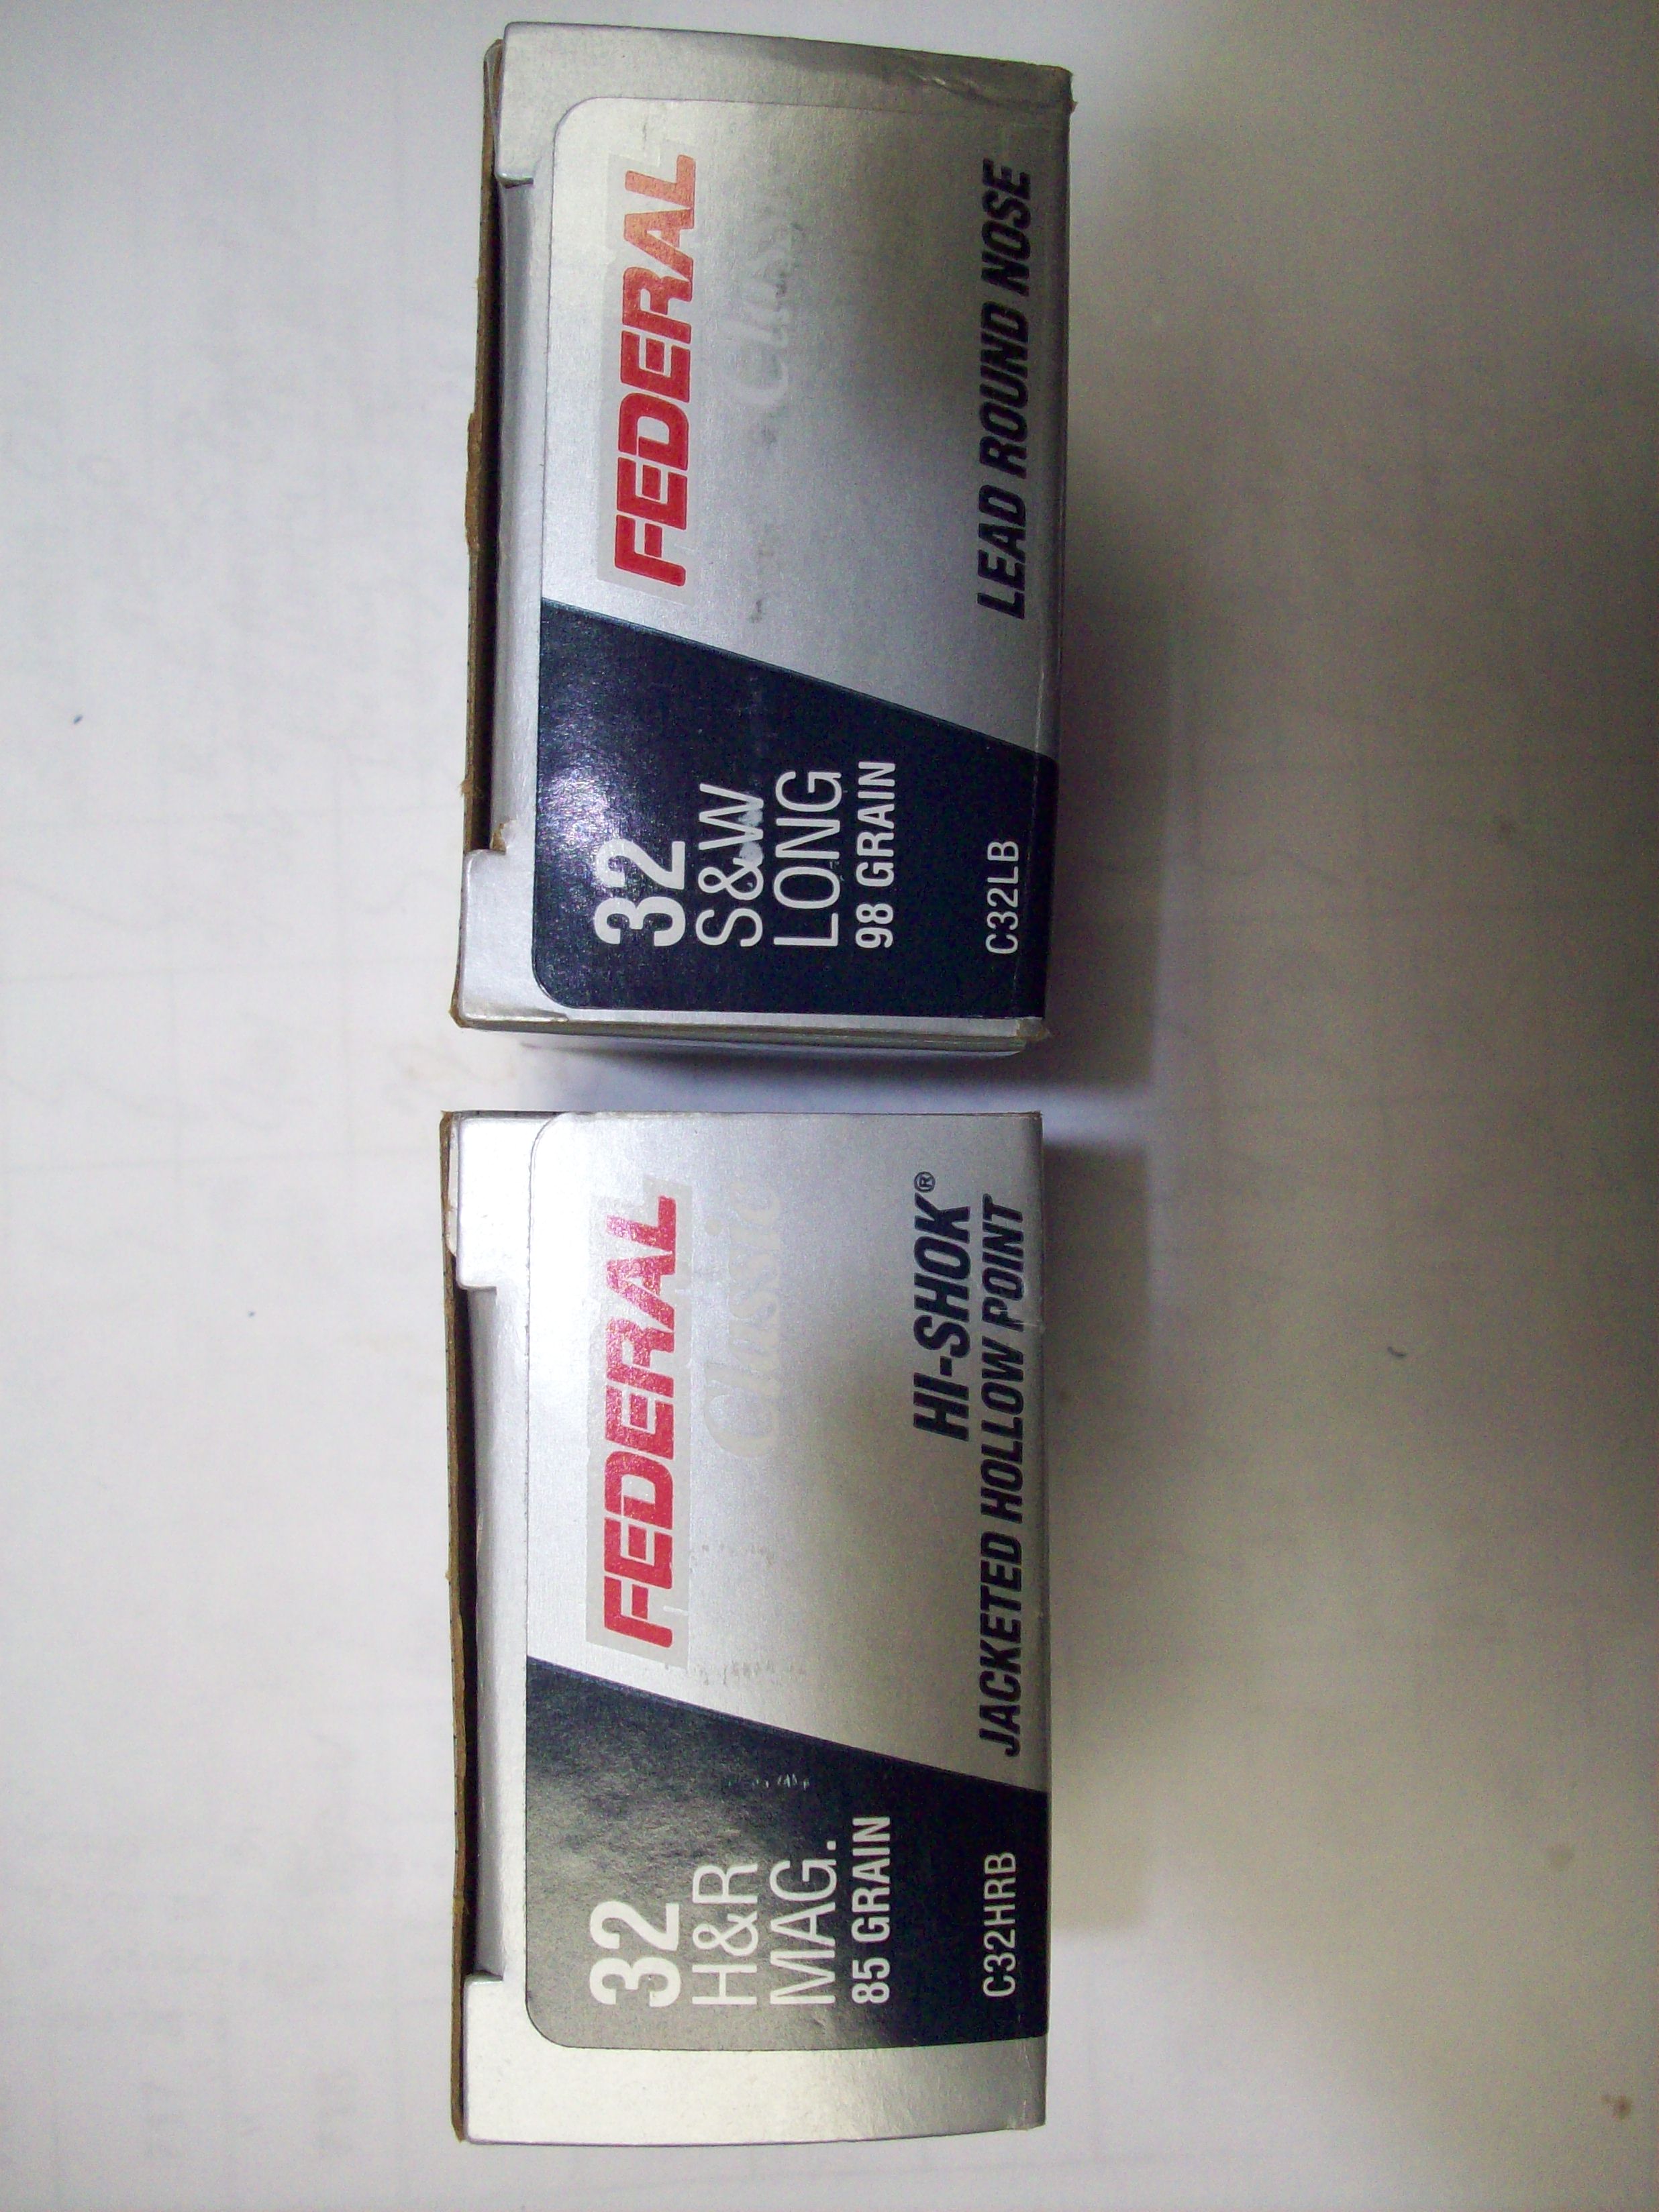 FEDERAL
Classic
32
H&R
MAG.
85 GRAIN
C32HRB
HI-SHOK®
JACKETED HOLLOW POINT
FEDERAL
Classic
32
S&W
LONG
98 GRAIN
C32LB
LEAD ROUND NOSE